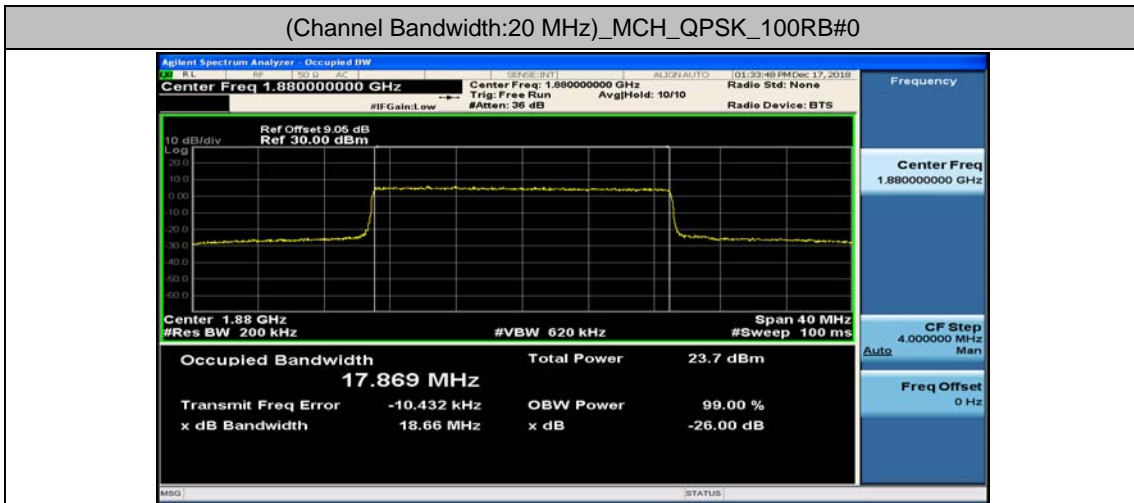 (Channel Bandwidth:20 MHz)_MCH_QPSK_100RB#0
Agilent Spectrum Analyzer - Occupied BW
RL RF 50 Ω AC SENSE:INT ALIGN AUTO 01:33:48 PM Dec 17, 2018
Center Freq 1.880000000 GHz
Center Freq: 1.880000000 GHz
Radio Std: None
Trig: Free Run Avg|Hold: 10/10
#IFGain:Low #Atten: 36 dB Radio Device: BTS
Frequency
Ref Offset 9.05 dB
10 dB/div Ref 30.00 dBm
Log
20.0
10.0
0.00
-10.0
-20.0
-30.0
-40.0
-50.0
-60.0
Center 1.88 GHz Span 40 MHz
#Res BW 200 kHz #VBW 620 kHz #Sweep 100 ms
Center Freq
1.880000000 GHz
CF Step
4.000000 MHz
Auto Man
Freq Offset
0 Hz
Occupied Bandwidth Total Power 23.7 dBm
17.869 MHz
Transmit Freq Error -10.432 kHz OBW Power 99.00 %
x dB Bandwidth 18.66 MHz x dB -26.00 dB
MSG STATUS